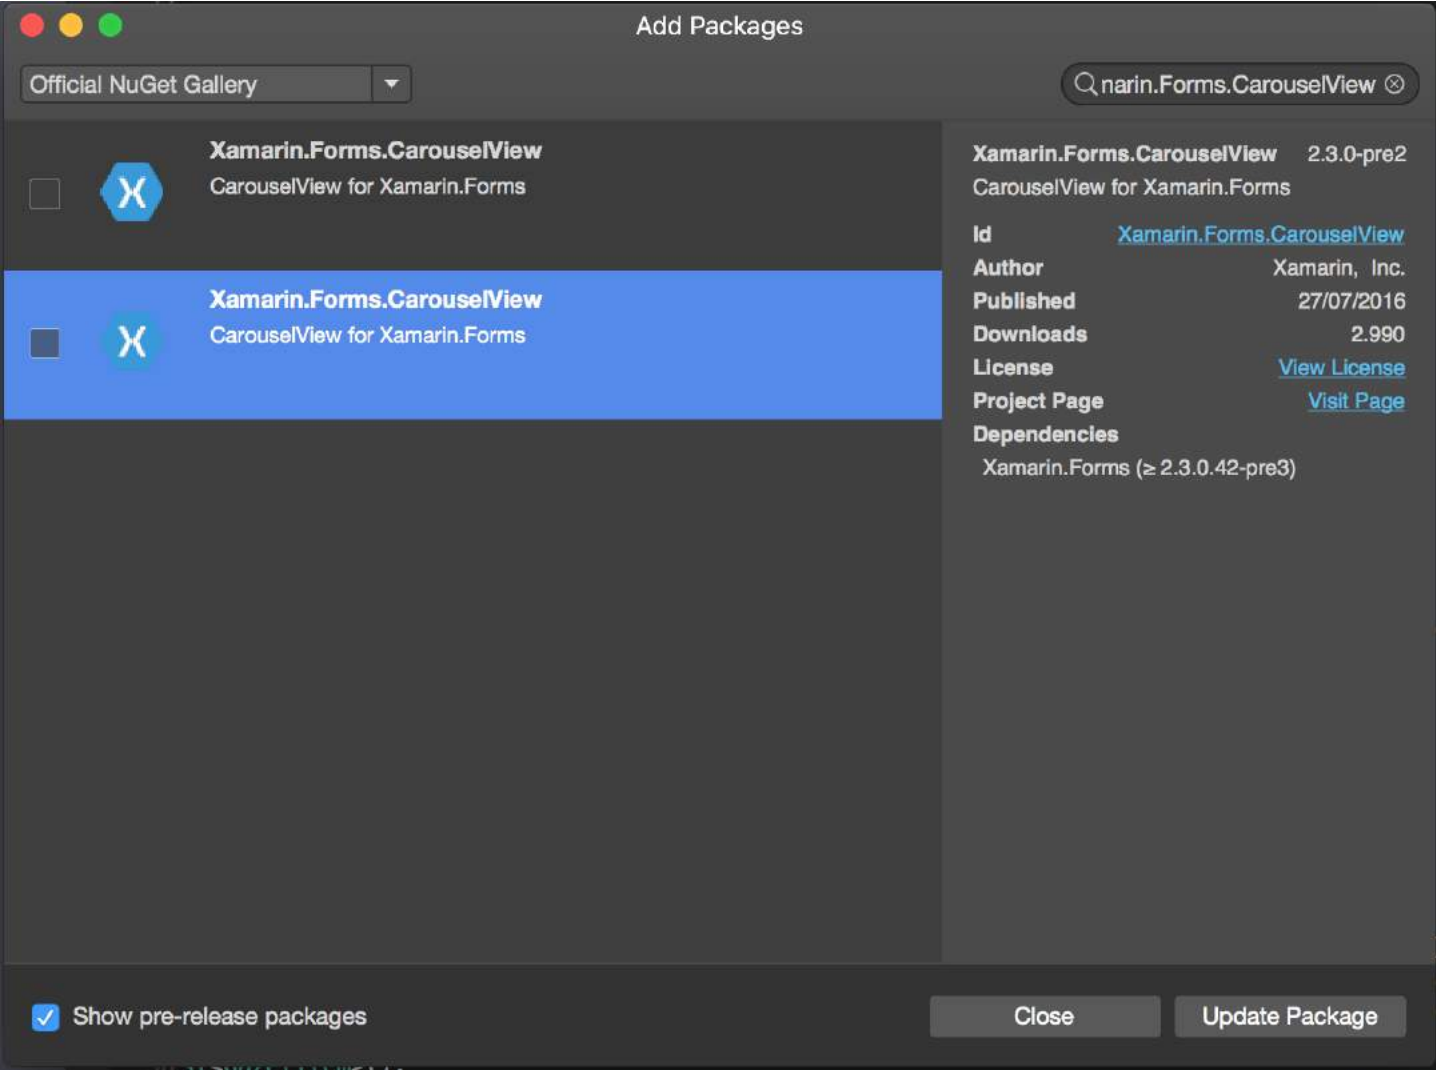 Add Packages
Official NuGet Gallery
narin.Forms.CarouselView
Xamarin.Forms.CarouselView
CarouselView for Xamarin.Forms
Xamarin.Forms.CarouselView
CarouselView for Xamarin.Forms
Xamarin.Forms.CarouselView 2.3.0-pre2
CarouselView for Xamarin.Forms
Id Xamarin.Forms.CarouselView
Author Xamarin, Inc.
Published 27/07/2016
Downloads 2.990
License View License
Project Page Visit Page
Dependencies
Xamarin.Forms (≥ 2.3.0.42-pre3)
Show pre-release packages
Close
Update Package